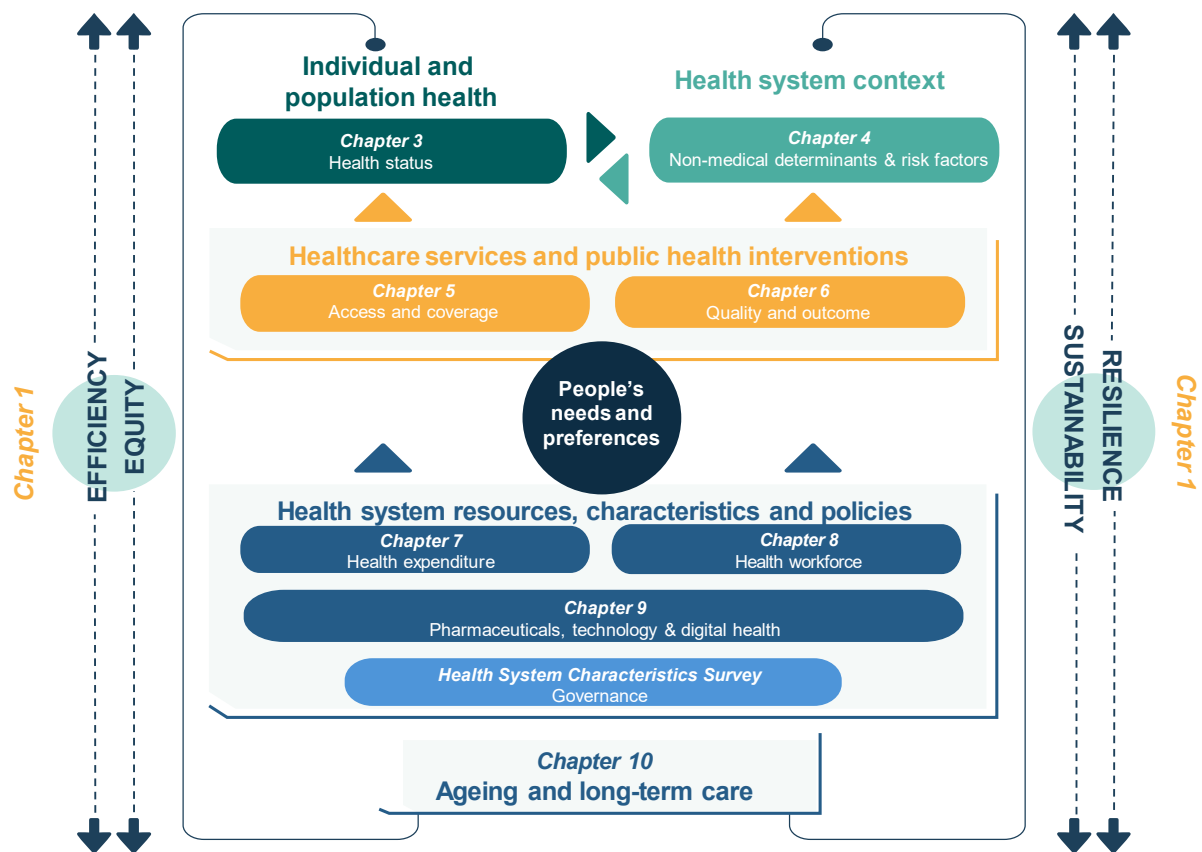 Individual and
population health
Health system context
Chapter 3
Health status
Chapter 4
Non-medical determinants & risk factors
Healthcare services and public health interventions
Chapter 5
Access and coverage
Chapter 6
Quality and outcome
People's
needs and
preferences
Chapter 1
EFFICIENCY
EQUITY
SUSTAINABILITY
RESILIENCE
Chapter 1
Health system resources, characteristics and policies
Chapter 7
Health expenditure
Chapter 8
Health workforce
Chapter 9
Pharmaceuticals, technology & digital health
Health System Characteristics Survey
Governance
Chapter 10
Ageing and long-term care